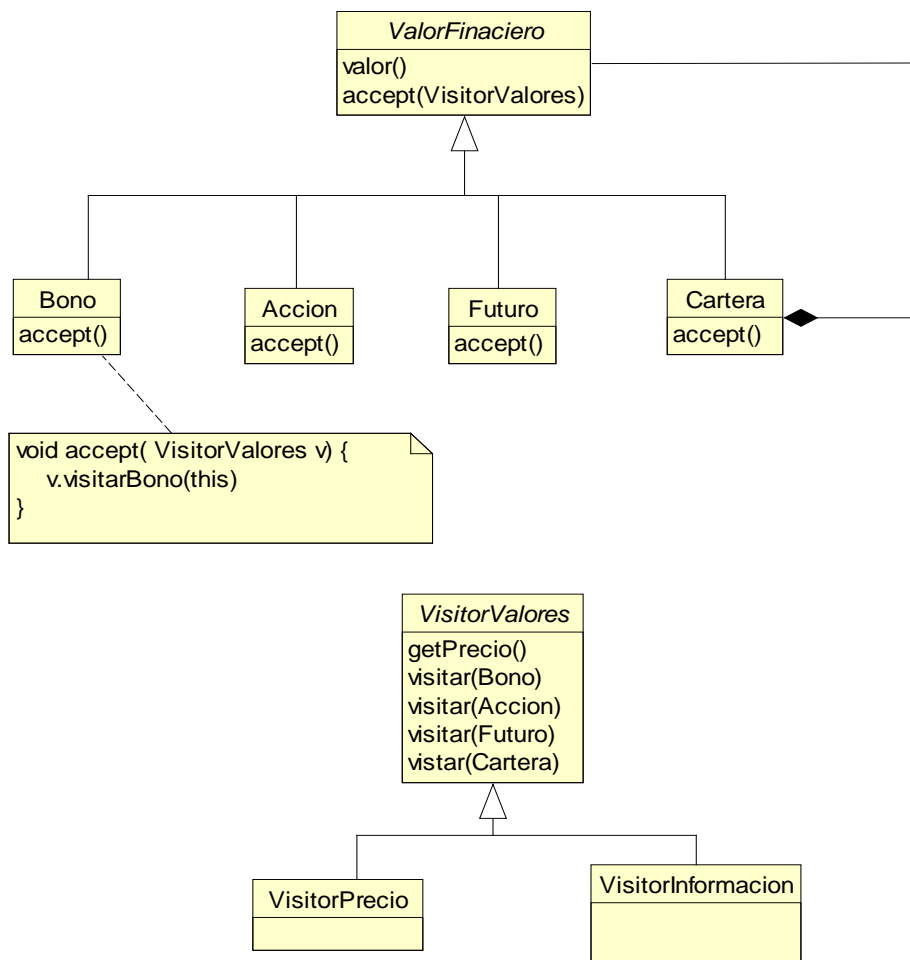 ValorFinaciero
valor()
accept(VisitorValores)
Bono
accept()
Accion
accept()
Futuro
accept()
Cartera
accept()
void accept( VisitorValores v) {
v.visitarBono(this)
}
VisitorValores
getPrecio()
visitar(Bono)
visitar(Accion)
visitar(Futuro)
vistar(Cartera)
VisitorPrecio
VisitorInformacion